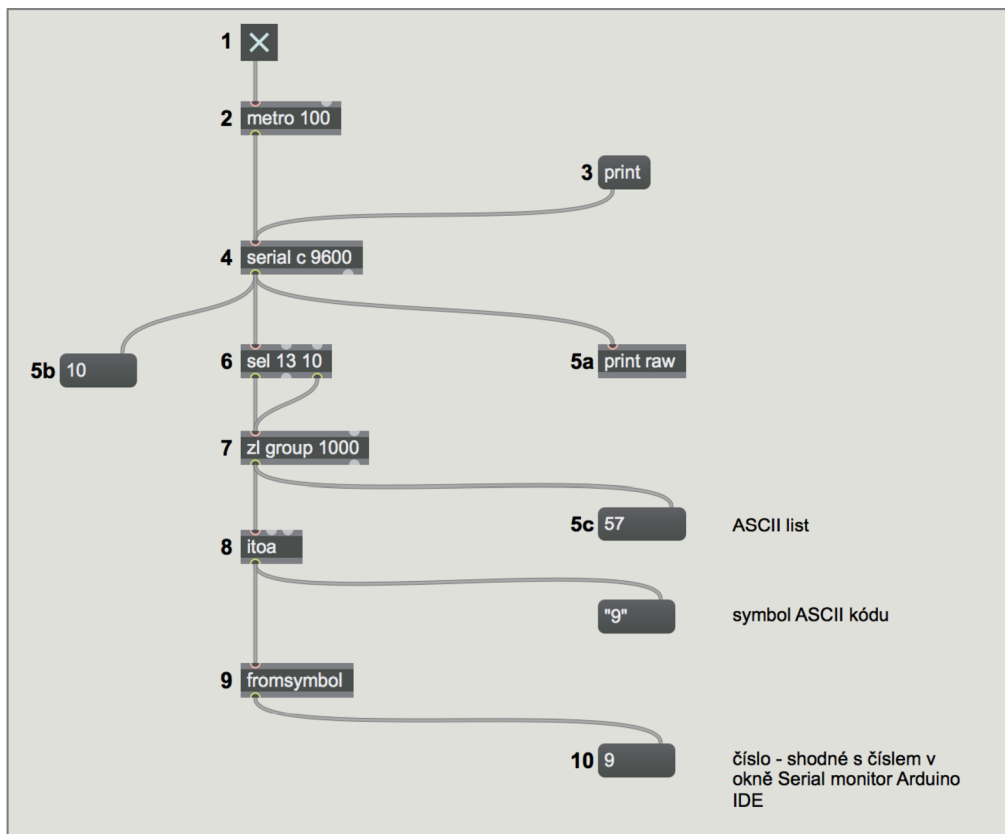 1
2 metro 100
3 print
4 serial c 9600
5b 10
6 sel 13 10
5a print raw
7 zl group 1000
5c 57 ASCII list
8 itoa
"9" symbol ASCII kódu
9 fromsymbol
10 9 číslo - shodné s číslem v
okně Serial monitor Arduino
IDE